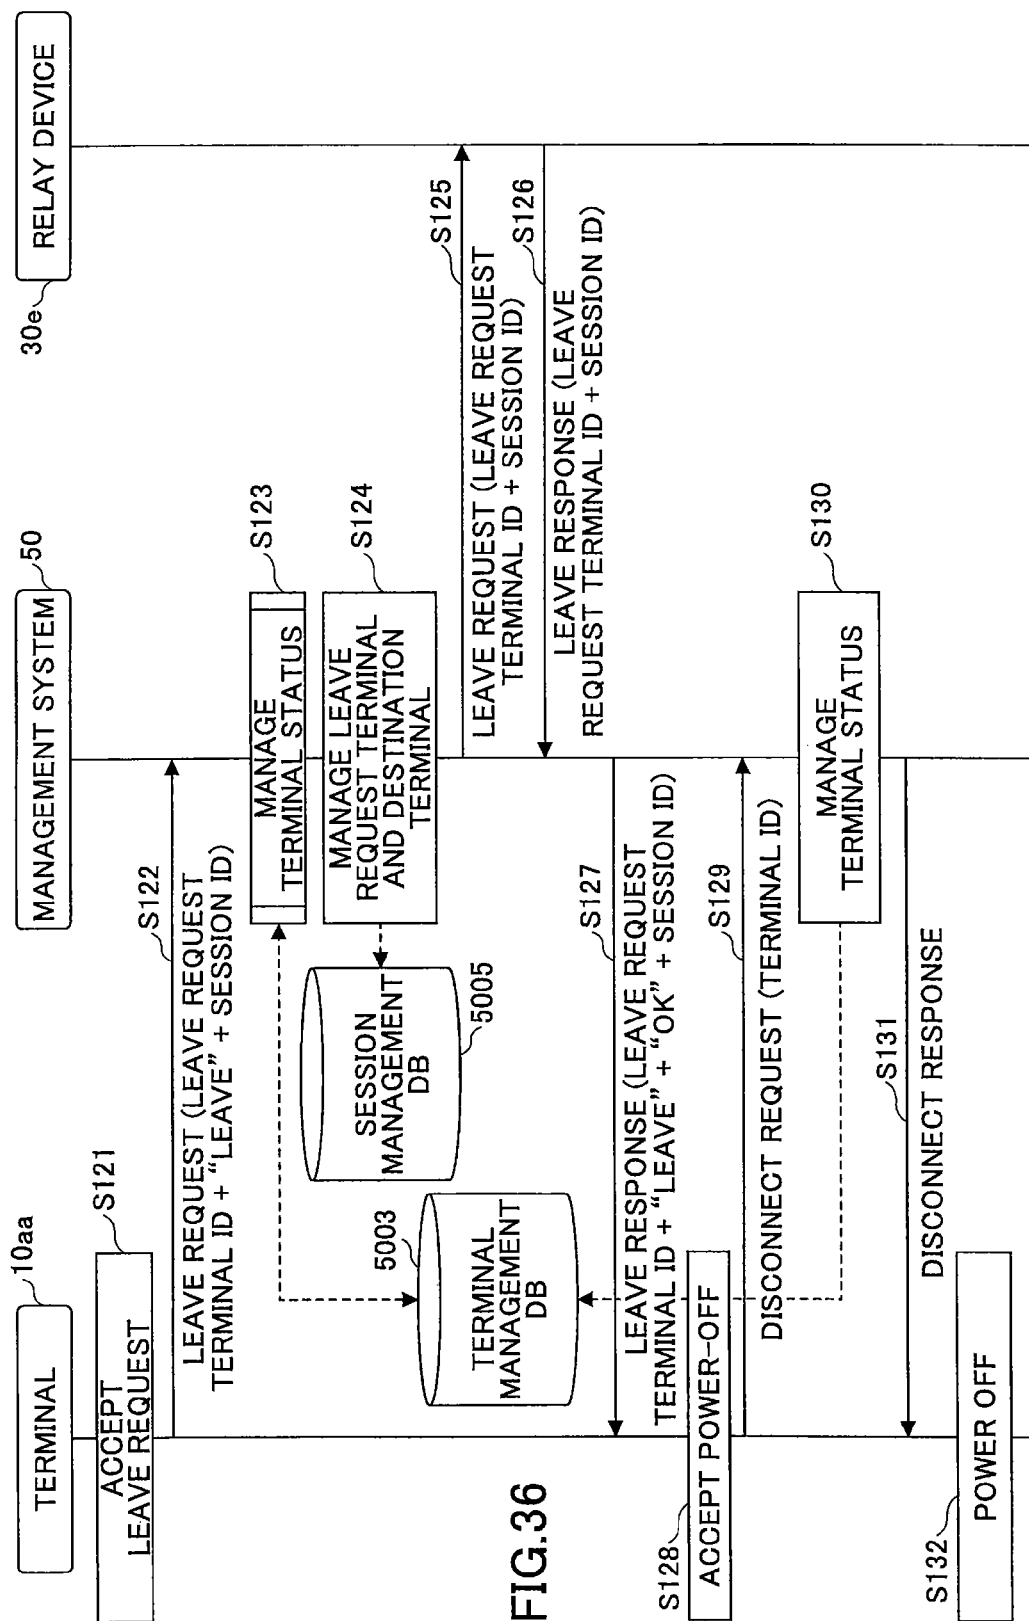 FIG.36
TERMINAL
10aa
MANAGEMENT SYSTEM
50
RELAY DEVICE
30e
ACCEPT
LEAVE REQUEST
S121
S122
LEAVE REQUEST (LEAVE REQUEST
TERMINAL ID + “LEAVE” + SESSION ID)
MANAGE
TERMINAL STATUS
S123
MANAGE LEAVE
REQUEST TERMINAL
AND DESTINATION
TERMINAL
S124
SESSION
MANAGEMENT
DB
5005
5003
TERMINAL
MANAGEMENT
DB
S125
LEAVE REQUEST (LEAVE REQUEST
TERMINAL ID + SESSION ID)
S126
LEAVE RESPONSE (LEAVE
REQUEST TERMINAL ID + SESSION ID)
S127
LEAVE RESPONSE (LEAVE REQUEST
TERMINAL ID + “LEAVE” + “OK” + SESSION ID)
S128
ACCEPT POWER-OFF
S129
DISCONNECT REQUEST (TERMINAL ID)
MANAGE
TERMINAL STATUS
S130
S131
DISCONNECT RESPONSE
S132
POWER OFF